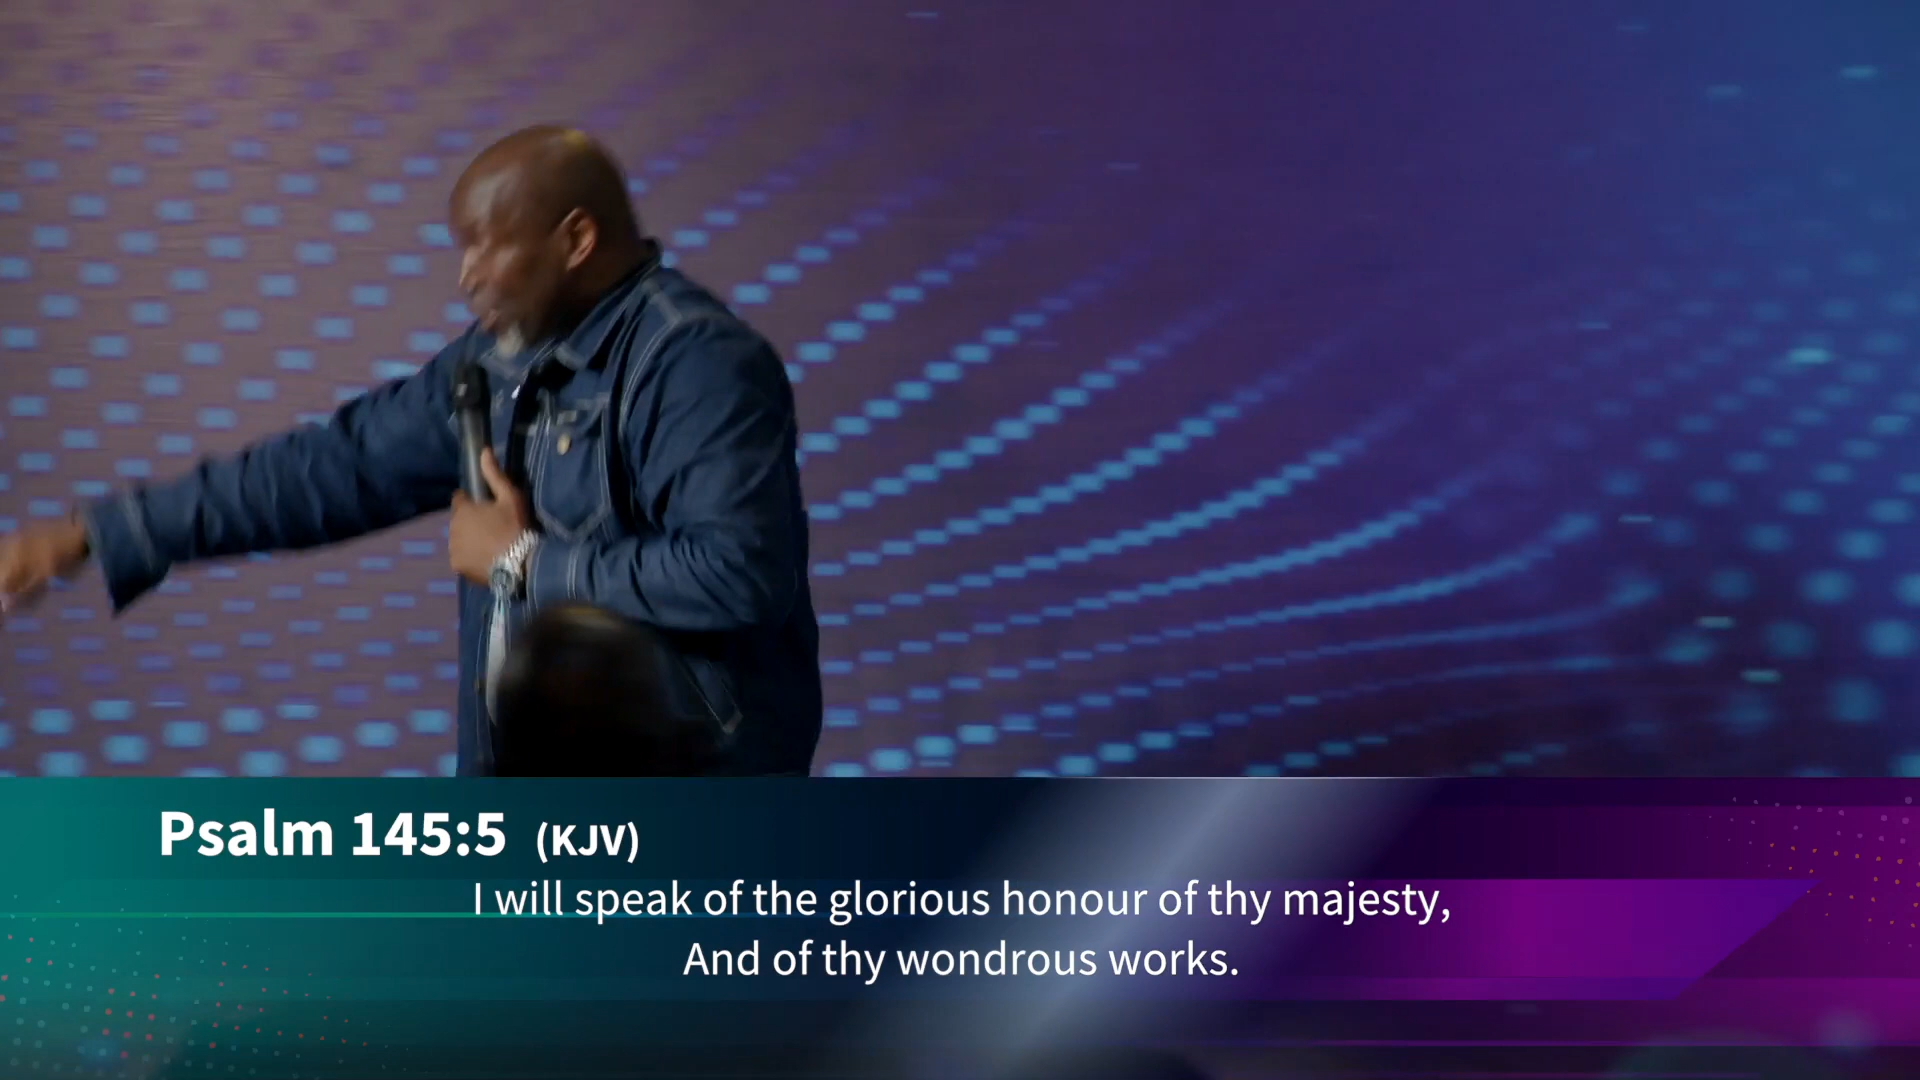 Psalm 145:5 (KJV)
I will speak of the glorious honour of thy majesty,
And of thy wondrous works.